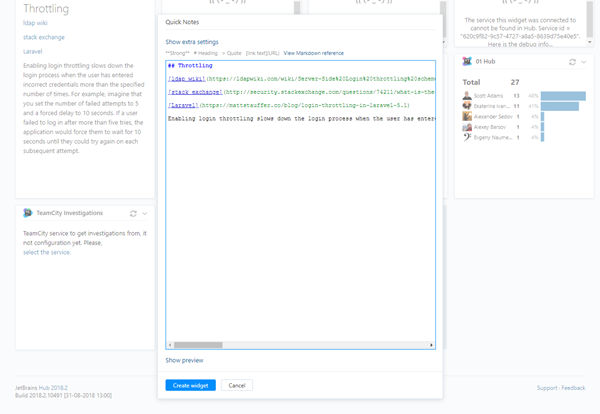 Throttling
ldap wiki
stack exchange
Laravel
Enabling login throttling slows down the
login process when the user has entered
incorrect credentials more than the specified
number of times. For example, imagine that
you set the number of failed attempts to 5
and a forced delay to 10 seconds. If a user
failed to log in after more than five tries, the
application would force them to wait for 10
seconds until they could try again on each
subsequent attempt.
TeamCity Investigations
TeamCity service to get investigations from, it
not configuration yet. Please,
select the service.
Quick Notes
Show extra settings
**Strong** # Heading > Quote [link text](URL) View Markdown reference
## Throttling
[ldap wiki](https://ldapwiki.com/wiki/Server-Side%20Login%20throttling%20schem
[stack exchange](http://security.stackexchange.com/questions/74211/what-is-the-
[Laravel](https://mattstauffer.co/blog/login-throttling-in-laravel-5.1)
Enabling login throttling slows down the login process when the user has enter
Show preview
Create widget Cancel
The service this widget was connected to
cannot be found in Hub. Service id =
Here is the debug info...
01 Hub
Total 27
Scott Adams 13 48%
Ekaterina Ivan... 11 41%
Alexander Sedov 1 4%
Alexey Barsov 1 4%
Evgeny Naume... 1 4%
JetBrains Hub 2018.2
Build 2018.2.10491 [31-08-2018 13:00]
Support · Feedback